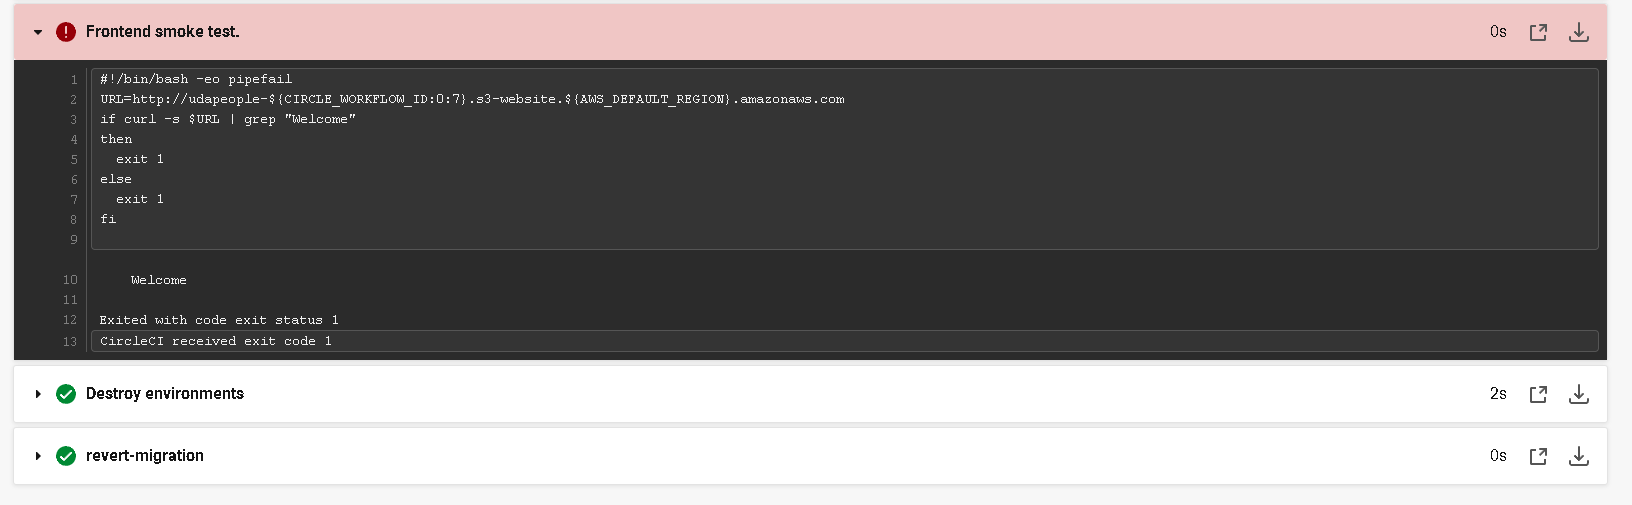 Frontend smoke test. 0s
1 #!/bin/bash -eo pipefail
2 URL=http://udapeople-${CIRCLE_WORKFLOW_ID:0:7}.s3-website.${AWS_DEFAULT_REGION}.amazonaws.com
3 if curl -s $URL | grep "Welcome"
4 then
5 exit 1
6 else
7 exit 1
8 fi
9
10 Welcome
11
12 Exited with code exit status 1
13 CircleCI received exit code 1
Destroy environments 2s
revert-migration 0s